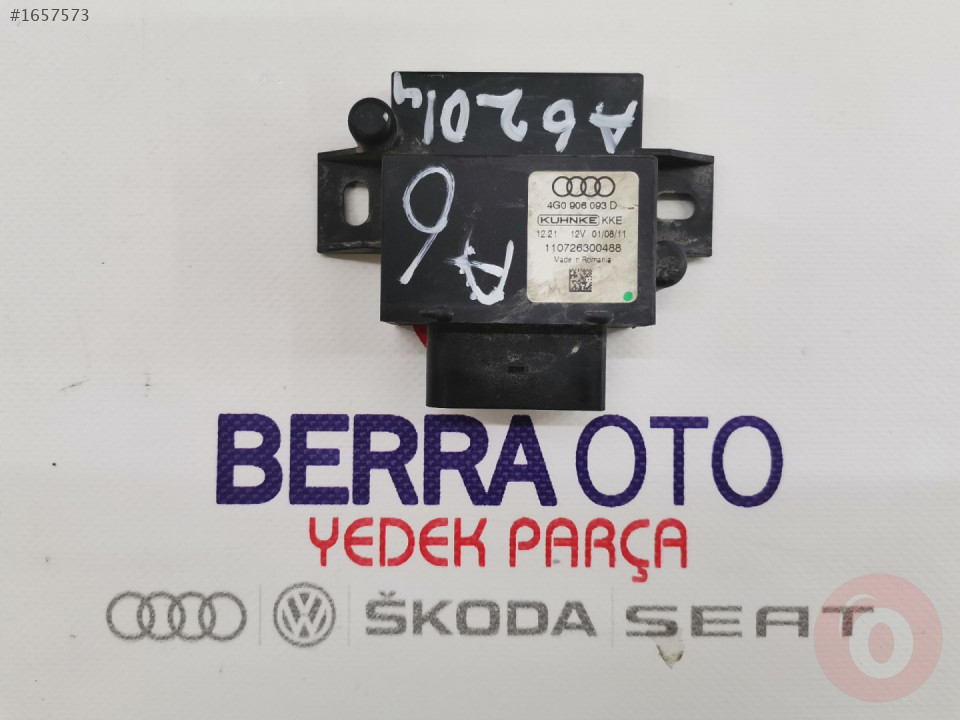 #1657573
A6 2014
A6
4G0 906 093 D
KUHNKE KKE
12.21 12V 01/08/11
110726300488
Made in Romania
BERRA OTO
YEDEK PARÇA
ŠKODA SEAT